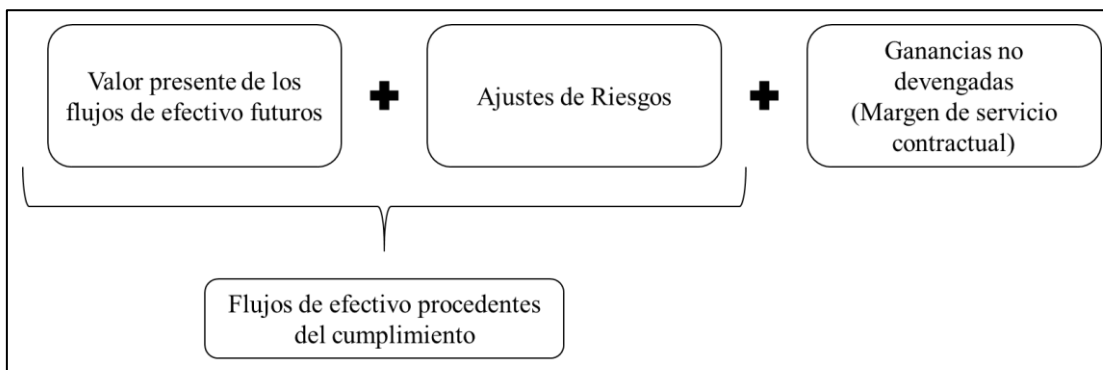 Valor presente de los
flujos de efectivo futuros
Ajustes de Riesgos
Ganancias no
devengadas
(Margen de servicio
contractual)
Flujos de efectivo procedentes
del cumplimiento